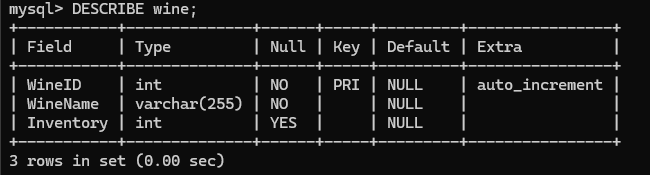 mysql> DESCRIBE wine;
+-----------+--------------+------+-----+---------+----------------+
| Field     | Type         | Null | Key | Default | Extra          |
+-----------+--------------+------+-----+---------+----------------+
| WineID    | int          | NO   | PRI | NULL    | auto_increment |
| WineName  | varchar(255) | NO   |     | NULL    |                |
| Inventory | int          | YES  |     | NULL    |                |
+-----------+--------------+------+-----+---------+----------------+
3 rows in set (0.00 sec)